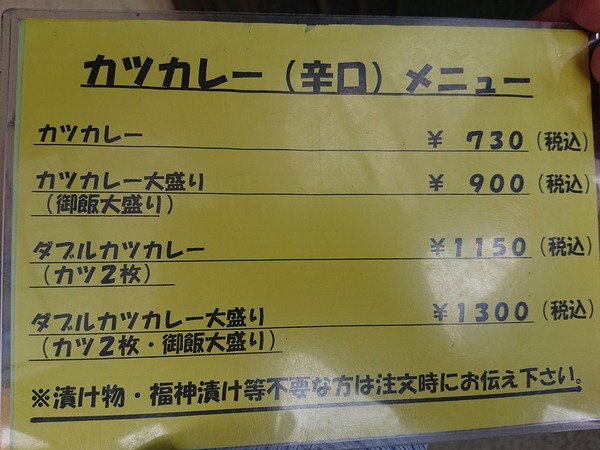 カツカレー（辛口）メニュー
カツカレー ￥ 730（税込）
カツカレー大盛り ￥ 900（税込）
（御飯大盛り）
ダブルカツカレー ￥1150（税込）
（カツ２枚）
ダブルカツカレー大盛り ￥1300（税込）
（カツ２枚・御飯大盛り）
※漬け物・福神漬け等不要な方は注文時にお伝え下さい。